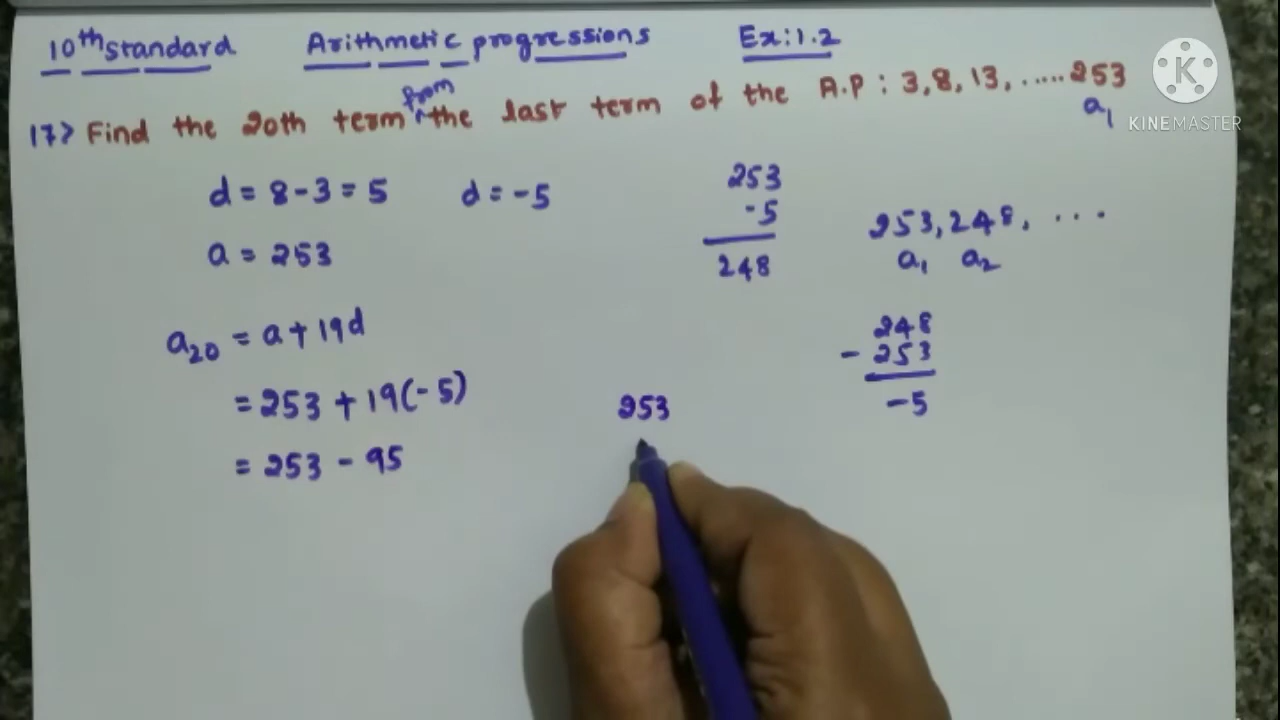 10th standard Arithmetic progressions Ex:1.2
17> Find the 20th term from the last term of the A.P : 3, 8, 13, ..... 253
a1
K
KINEMASTER
d = 8 - 3 = 5 d = -5
a = 253
253
-5
248
253, 248, ...
a1 a2
248
- 253
-5
a20 = a + 19d
= 253 + 19(-5)
= 253 - 95
253